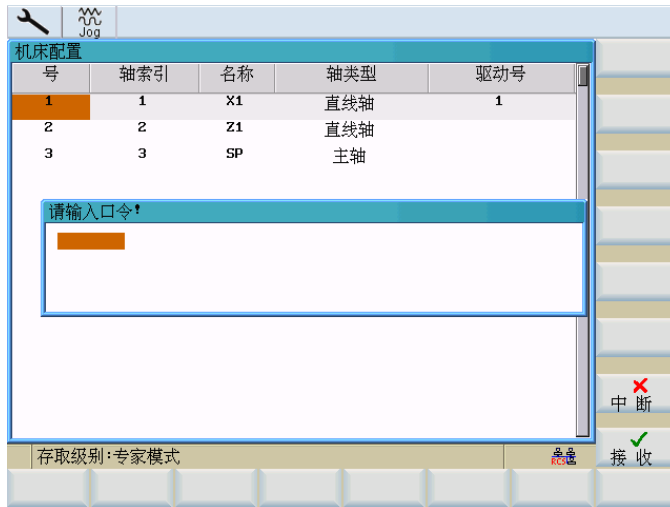 Jog
机床配置
号 轴索引 名称 轴类型 驱动号
1 1 X1 直线轴 1
2 2 Z1 直线轴
3 3 SP 主轴
请输入口令!
中断
存取级别:专家模式
RCS
接收